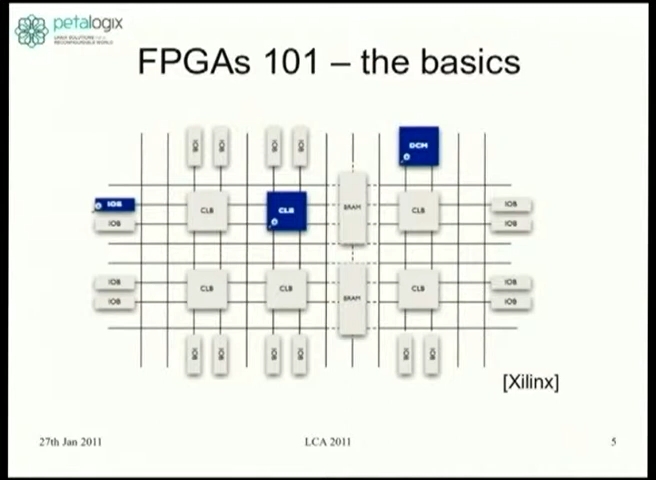 petalogix
LINUX SOLUTIONS FOR A
RECONFIGURABLE WORLD
FPGAs 101 – the basics
IOB IOB IOB IOB DCM
IOB CLB CLB BRAM CLB IOB
IOB IOB
IOB CLB CLB BRAM CLB IOB
IOB IOB
IOB IOB IOB IOB IOB IOB
[Xilinx]
27th Jan 2011 LCA 2011 5